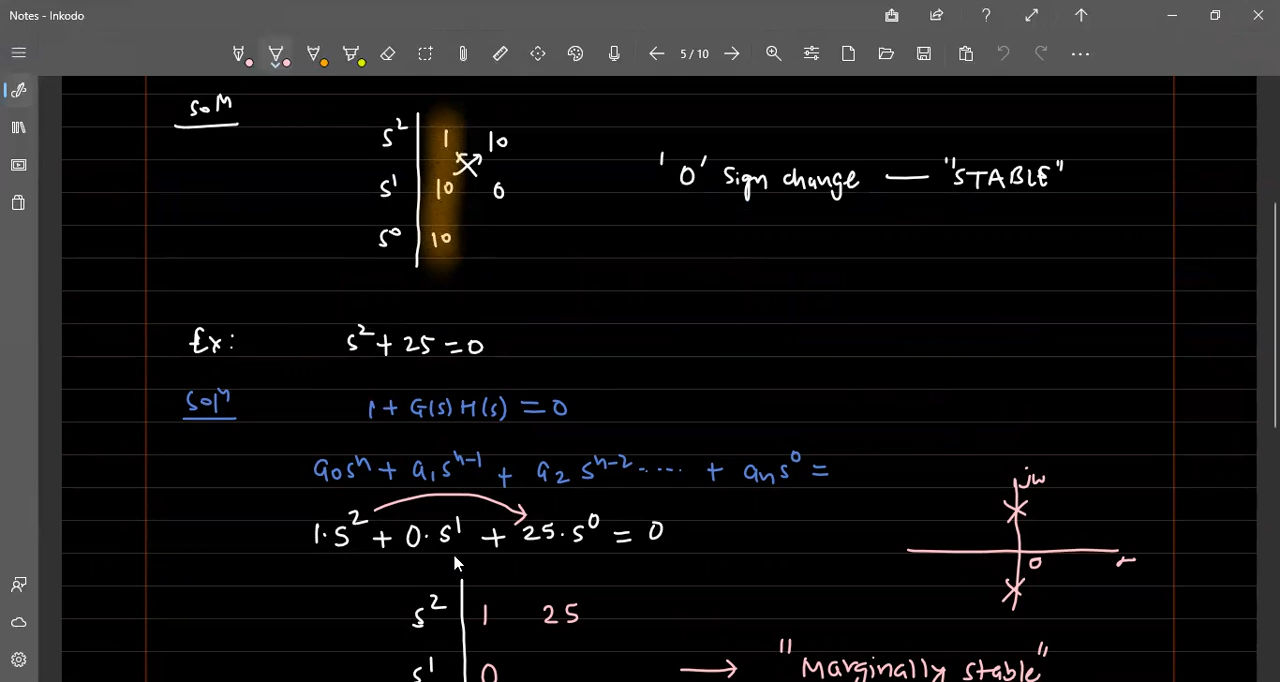 Notes - Inkodo
5 / 10
Solⁿ
s² | 1 10
s¹ | 10 0
s⁰ | 10
'0' sign change — "STABLE"
Ex: s² + 25 = 0
Solⁿ 1 + G(s) H(s) = 0
a₀sⁿ + a₁sⁿ⁻¹ + a₂sⁿ⁻² ..... + aₙs⁰ =
1·s² + 0·s¹ + 25·s⁰ = 0
jω
0
s² | 1 25
s¹ | 0 → "Marginally stable"